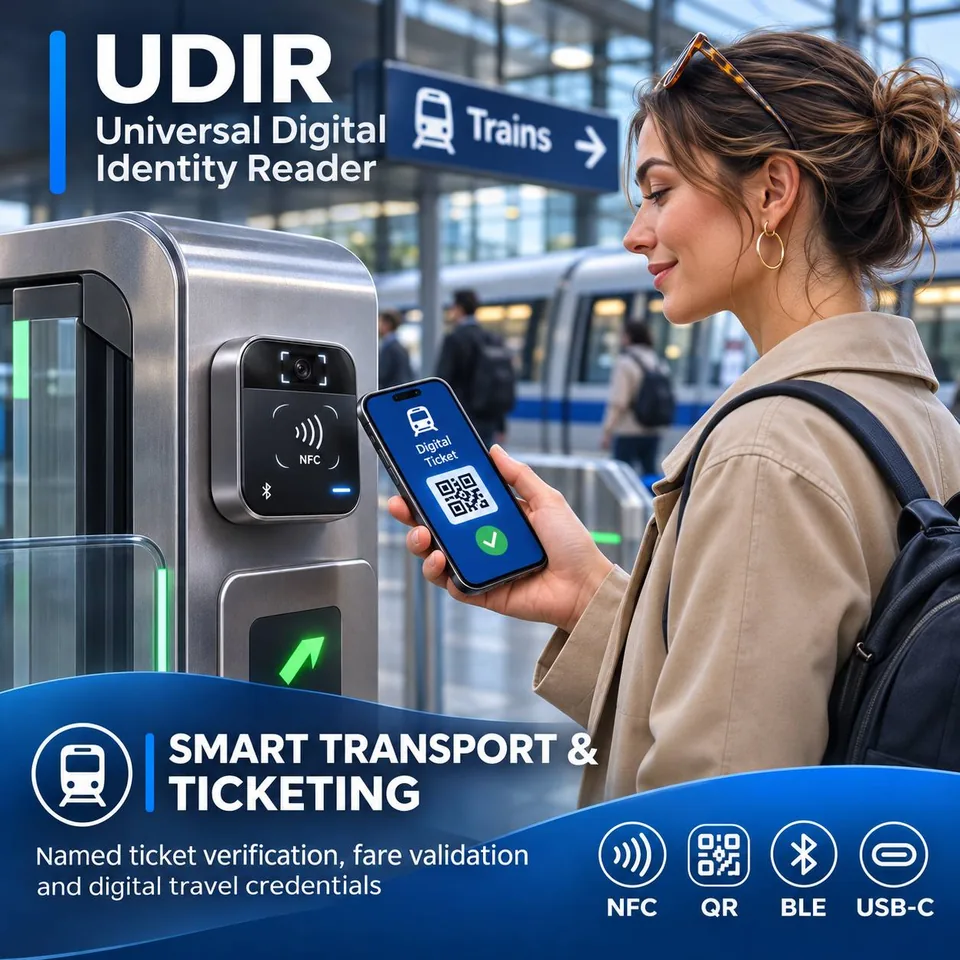 UDIR
Universal Digital
Identity Reader
Trains
NFC
Digital
Ticket
SMART TRANSPORT &
TICKETING
Named ticket verification, fare validation
and digital travel credentials
NFC
QR
BLE
USB-C